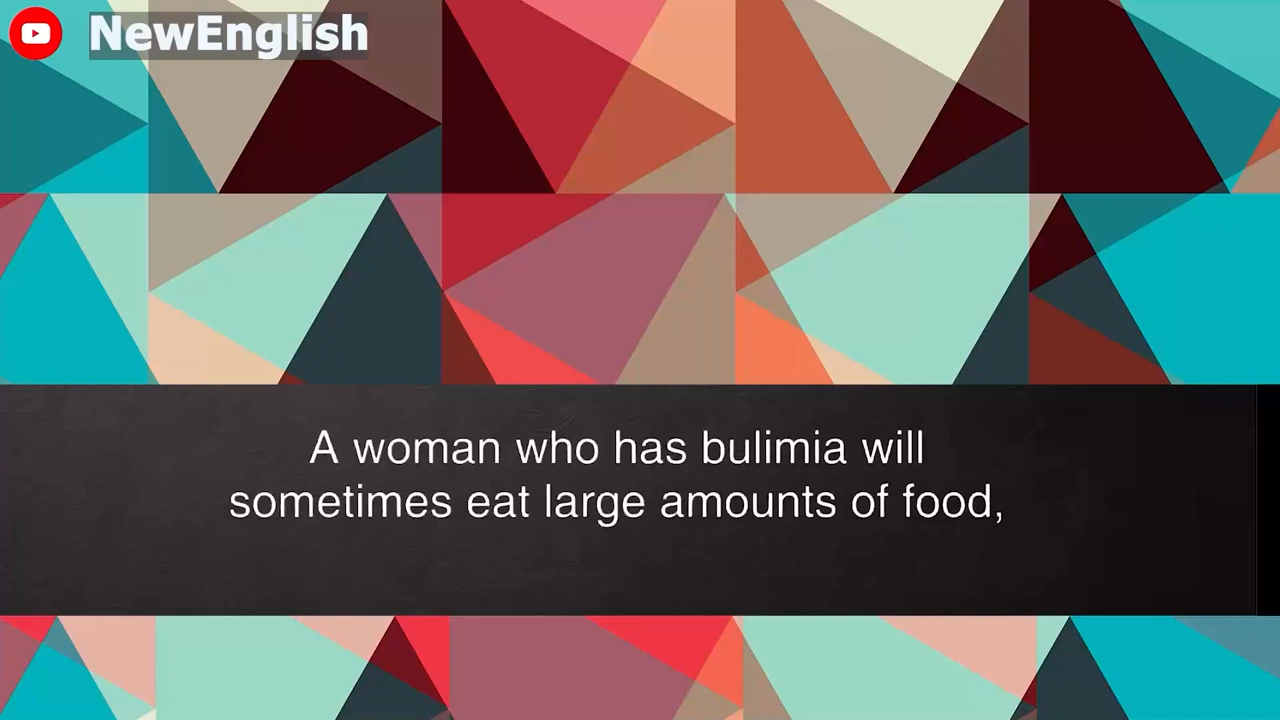 NewEnglish
A woman who has bulimia will
sometimes eat large amounts of food,